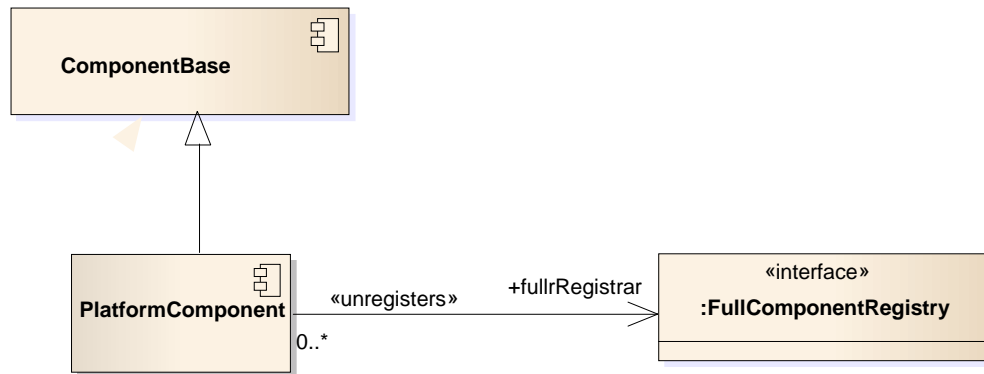 ComponentBase
PlatformComponent
«unregisters»
+fullrRegistrar
0..*
«interface»
:FullComponentRegistry